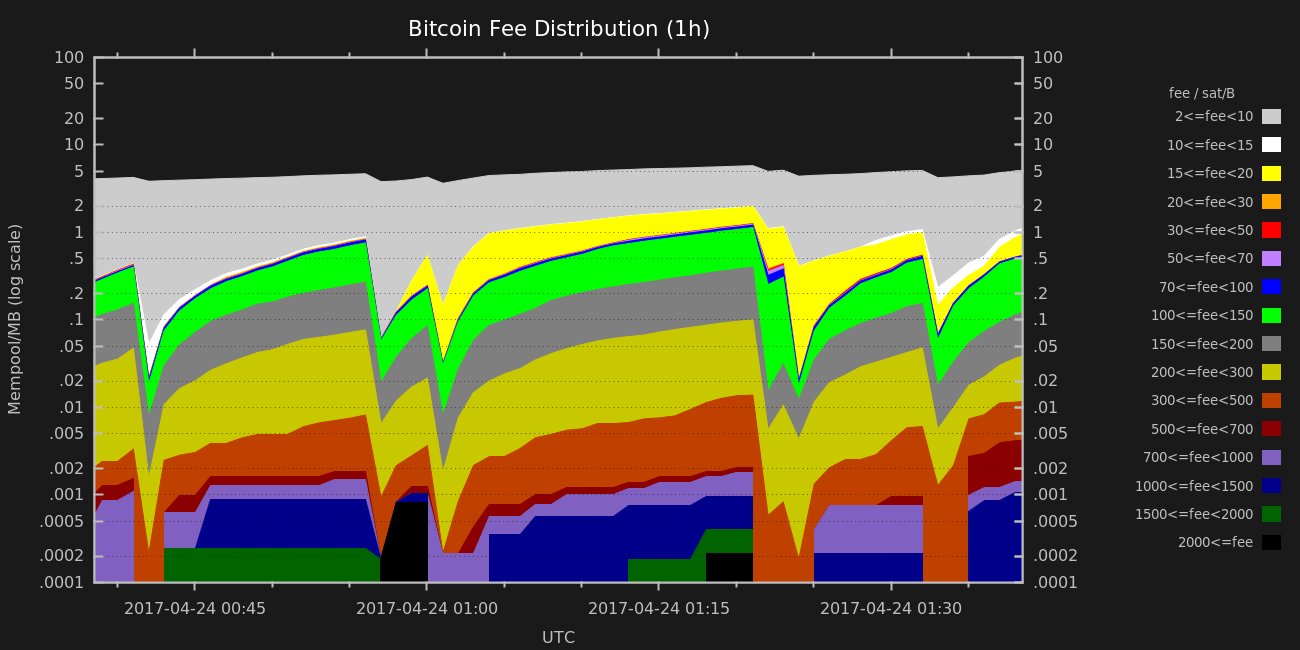 Bitcoin Fee Distribution (1h)
100
50
20
10
5
2
1
.5
.2
.1
.05
.02
.01
.005
.002
.001
.0005
.0002
.0001
Mempool/MB (log scale)
100
50
20
10
5
2
1
.5
.2
.1
.05
.02
.01
.005
.002
.001
.0005
.0002
.0001
2017-04-24 00:45
2017-04-24 01:00
2017-04-24 01:15
2017-04-24 01:30
UTC
fee / sat/B
2<=fee<10
10<=fee<15
15<=fee<20
20<=fee<30
30<=fee<50
50<=fee<70
70<=fee<100
100<=fee<150
150<=fee<200
200<=fee<300
300<=fee<500
500<=fee<700
700<=fee<1000
1000<=fee<1500
1500<=fee<2000
2000<=fee